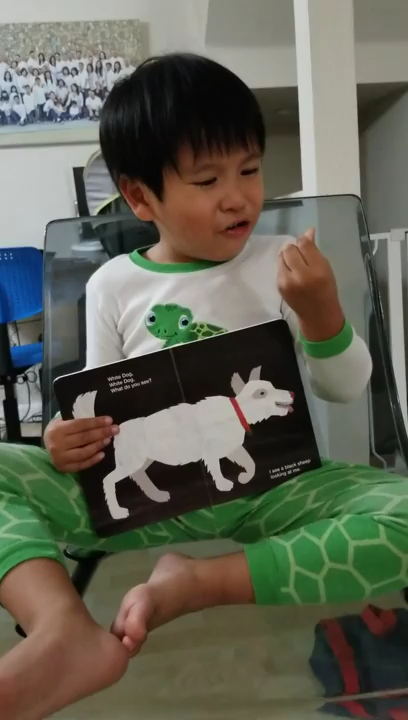 White Dog,
White Dog,
What do you see?
I see a black sheep
looking at me.